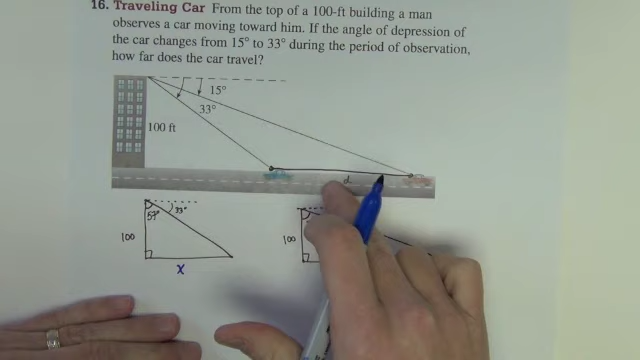 16. Traveling Car From the top of a 100-ft building a man
observes a car moving toward him. If the angle of depression of
the car changes from 15° to 33° during the period of observation,
how far does the car travel?
15°
33°
100 ft
d
57° 33°
100
x
100